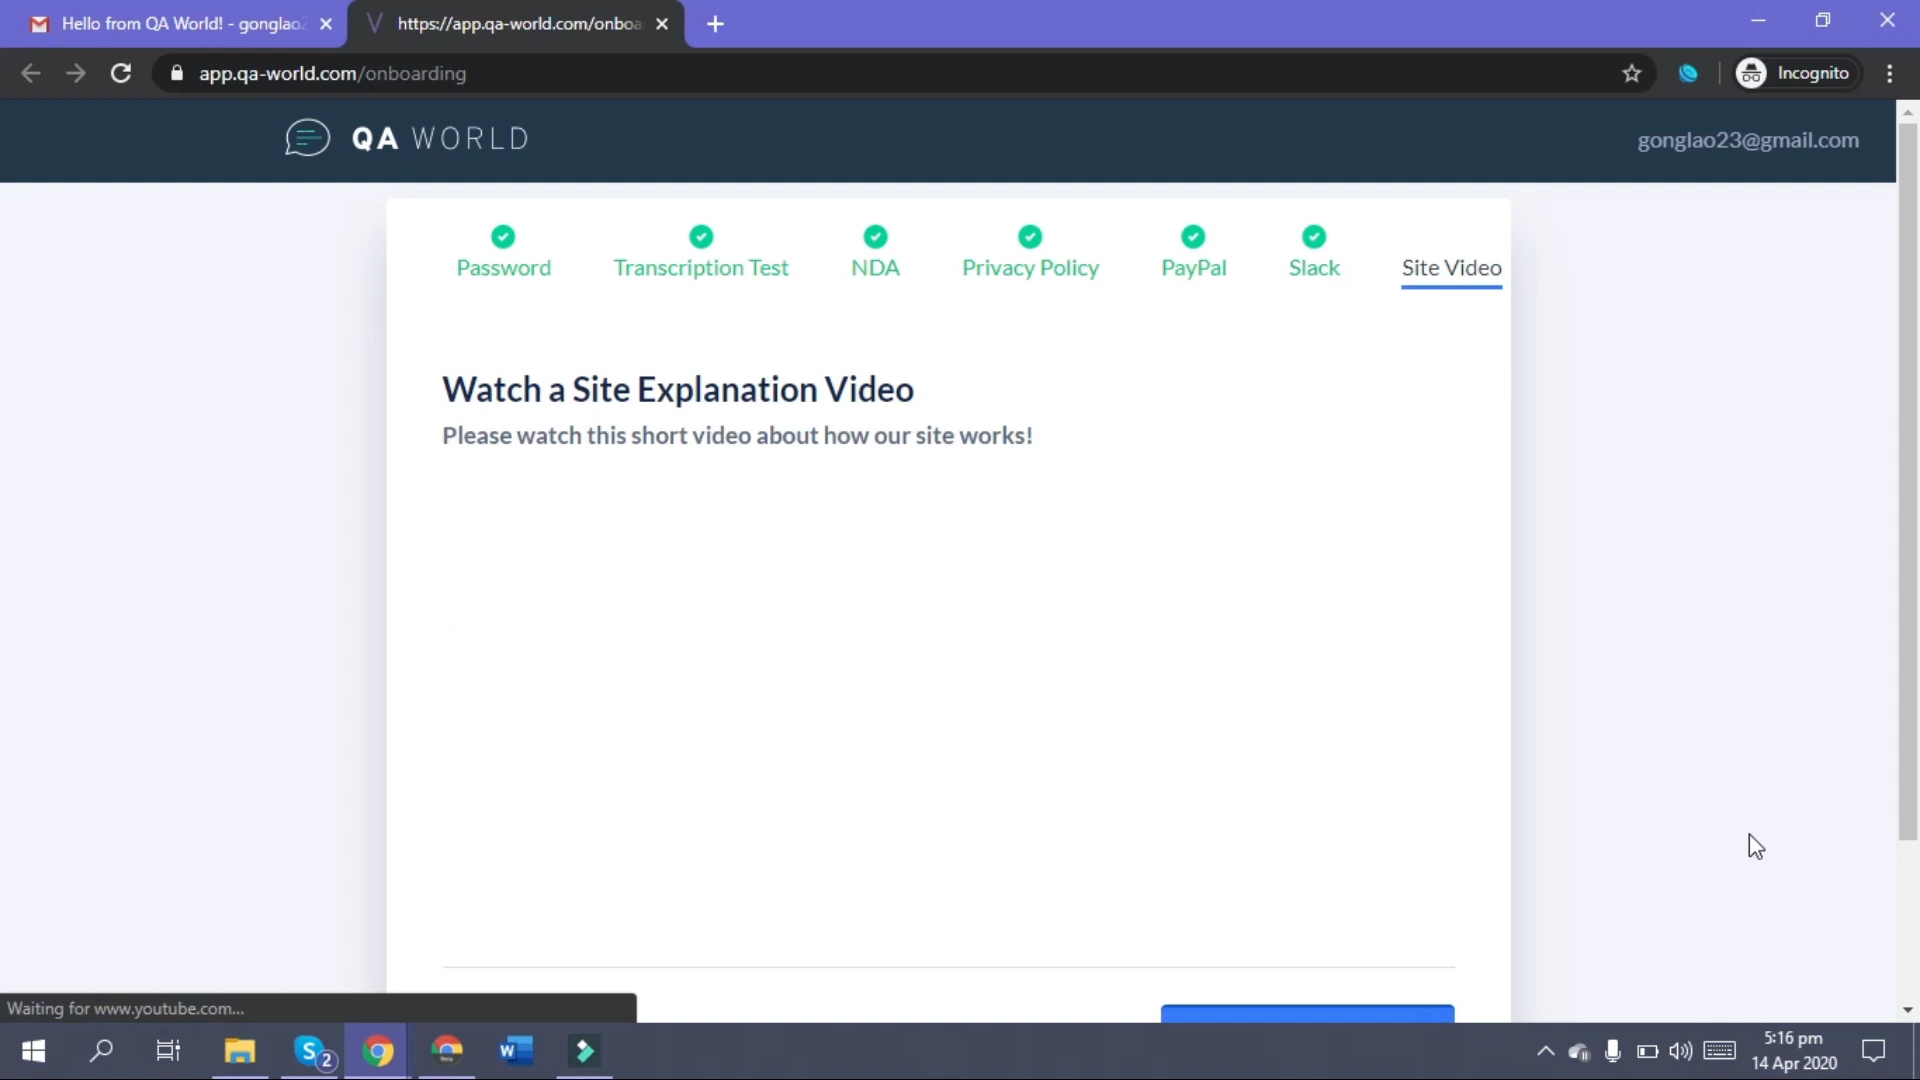 Hello from QA World! - gonglao2
https://app.qa-world.com/onboa
app.qa-world.com/onboarding
Incognito
QA WORLD
gonglao23@gmail.com
Password
Transcription Test
NDA
Privacy Policy
PayPal
Slack
Site Video
Watch a Site Explanation Video
Please watch this short video about how our site works!
Waiting for www.youtube.com...
2
5:16 pm
14 Apr 2020